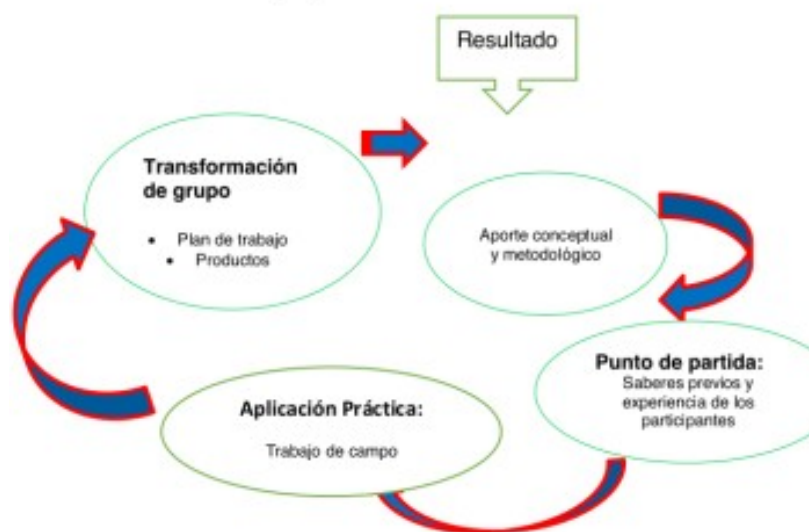 Resultado
Transformación
de grupo
• Plan de trabajo
• Productos
Aporte conceptual
y metodológico
Punto de partida:
Saberes previos y
experiencia de los
participantes
Aplicación Práctica:
Trabajo de campo